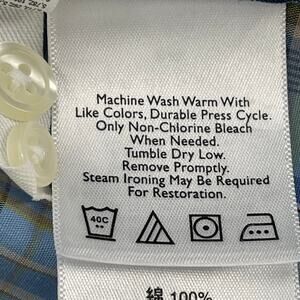 Machine Wash Warm With
Like Colors, Durable Press Cycle.
Only Non-Chlorine Bleach
When Needed.
Tumble Dry Low.
Remove Promptly.
Steam Ironing May Be Required
For Restoration.
40C
綿 100%